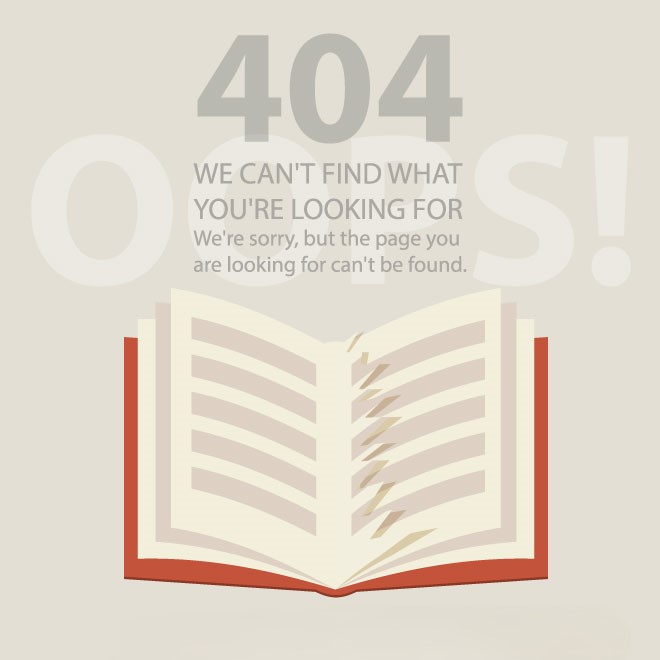 404
OOPS!
WE CAN'T FIND WHAT
YOU'RE LOOKING FOR
We're sorry, but the page you
are looking for can't be found.